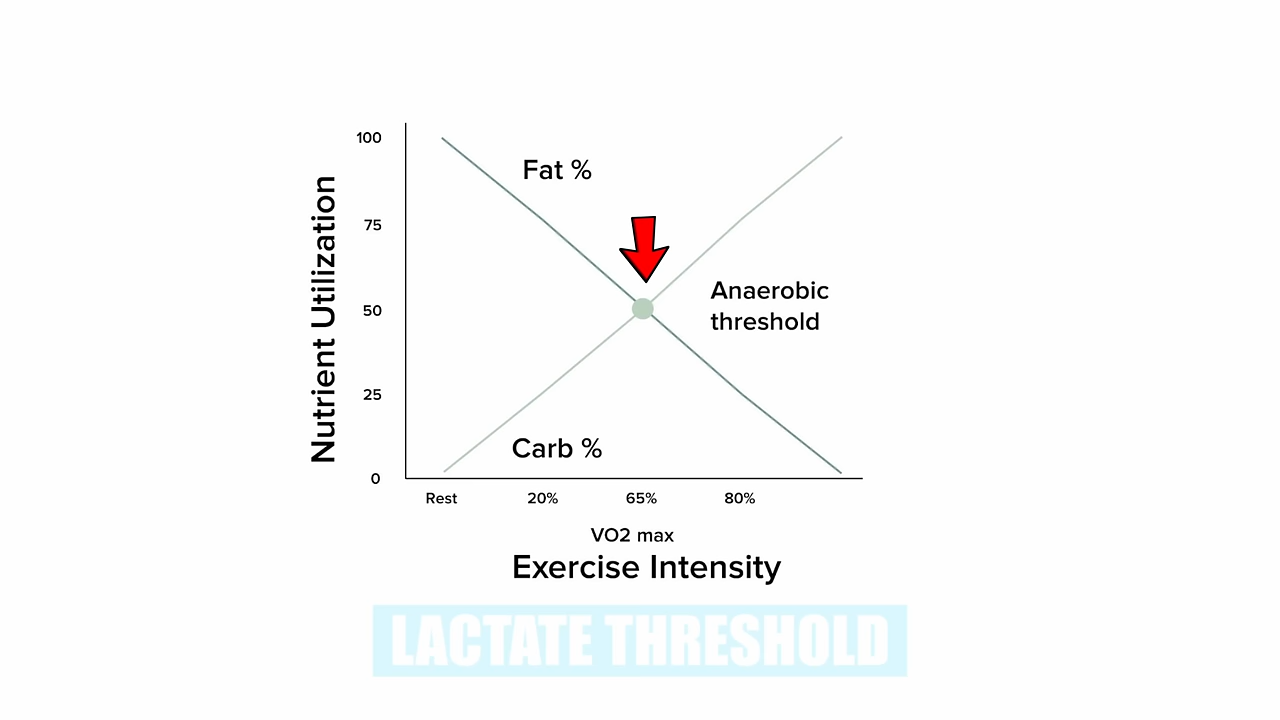 100
Fat %
75
Anaerobic
threshold
50
25
Carb %
0
Nutrient Utilization
Rest 20% 65% 80%
VO2 max
Exercise Intensity
LACTATE THRESHOLD